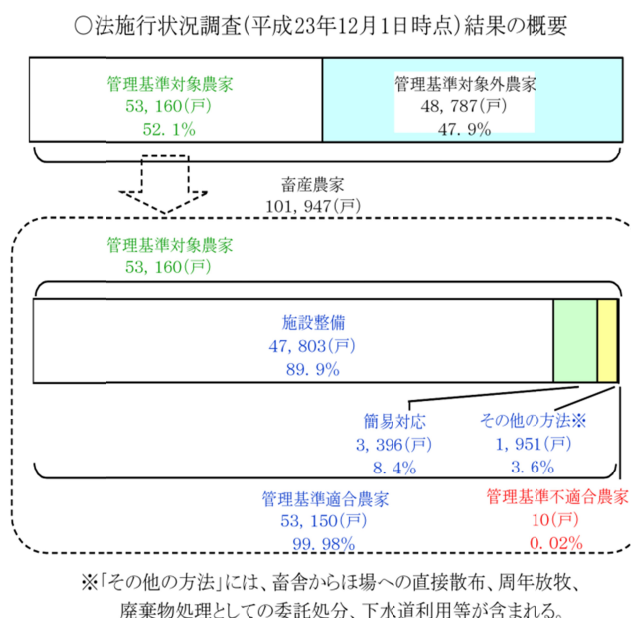 〇法施行状況調査(平成23年12月1日時点)結果の概要
管理基準対象農家
53,160(戸)
52.1%
管理基準対象外農家
48,787(戸)
47.9%
畜産農家
101,947(戸)
管理基準対象農家
53,160(戸)
施設整備
47,803(戸)
89.9%
簡易対応
3,396(戸)
8.4%
その他の方法※
1,951(戸)
3.6%
管理基準適合農家
53,150(戸)
99.98%
管理基準不適合農家
10(戸)
0.02%
※「その他の方法」には、畜舎からほ場への直接散布、周年放牧、
廃棄物処理としての委託処分、下水道利用等が含まれる。